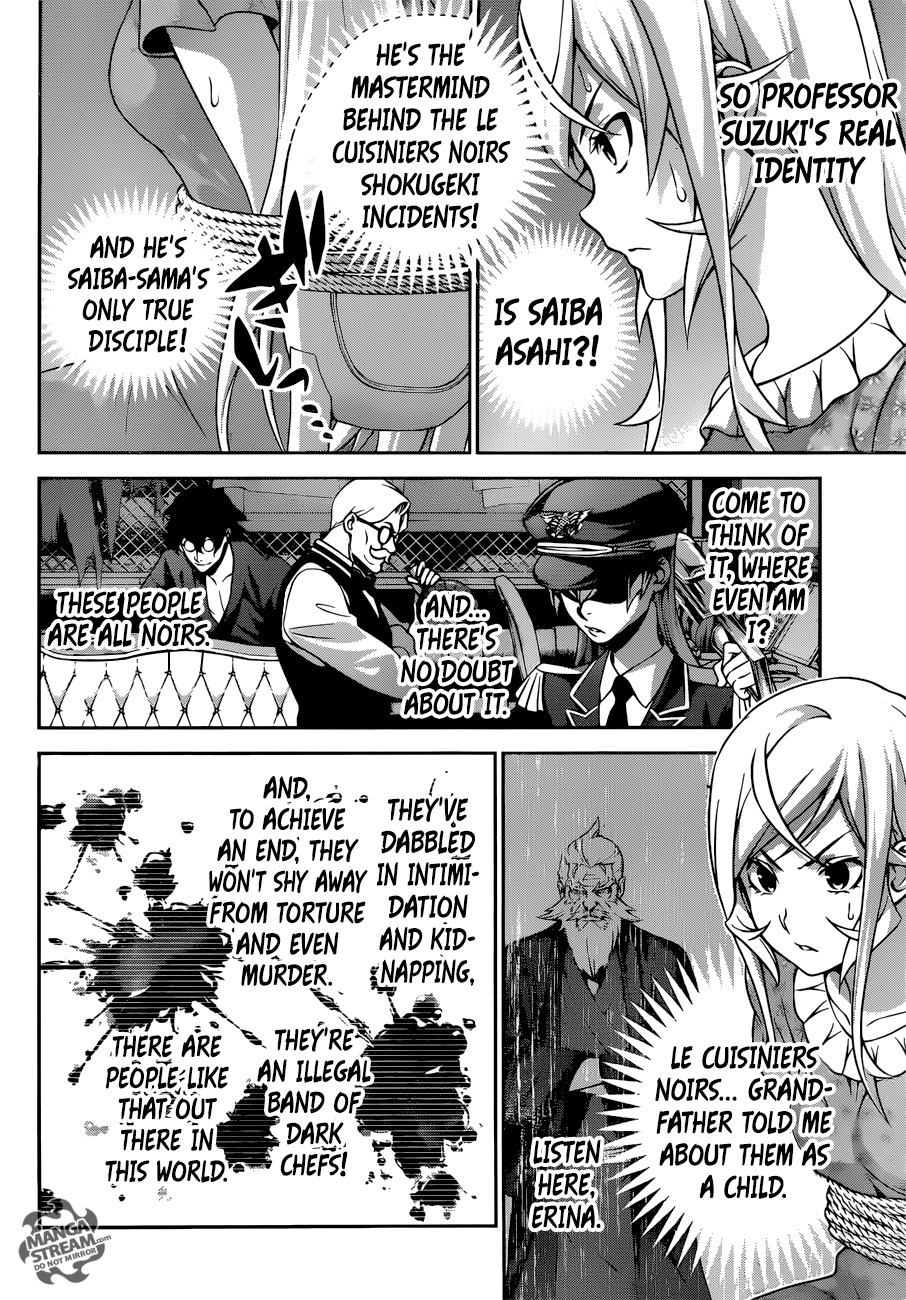 SO PROFESSOR
SUZUKI'S REAL
IDENTITY
IS SAIBA
ASAHI?!
HE'S THE
MASTERMIND
BEHIND THE LE
CUISINIERS NOIRS
SHOKUGEKI
INCIDENTS!
AND HE'S
SAIBA-SAMA'S
ONLY TRUE
DISCIPLE!
COME TO
THINK OF
IT, WHERE
EVEN AM
I?
AND...
THERE'S
NO DOUBT
ABOUT IT.
THESE PEOPLE
ARE ALL NOIRS.
LE CUISINIERS
NOIRS... GRAND-
FATHER TOLD ME
ABOUT THEM AS
A CHILD.
LISTEN
HERE,
ERINA.
THEY'VE
DABBLED
IN INTIMI-
DATION
AND KID-
NAPPING,
AND,
TO ACHIEVE
AN END, THEY
WON'T SHY AWAY
FROM TORTURE
AND EVEN
MURDER.
THEY'RE
AN ILLEGAL
BAND OF
DARK
CHEFS!
THERE ARE
PEOPLE LIKE
THAT OUT
THERE IN
THIS WORLD.
MANGA
STREAM.com
DO NOT MIRROR